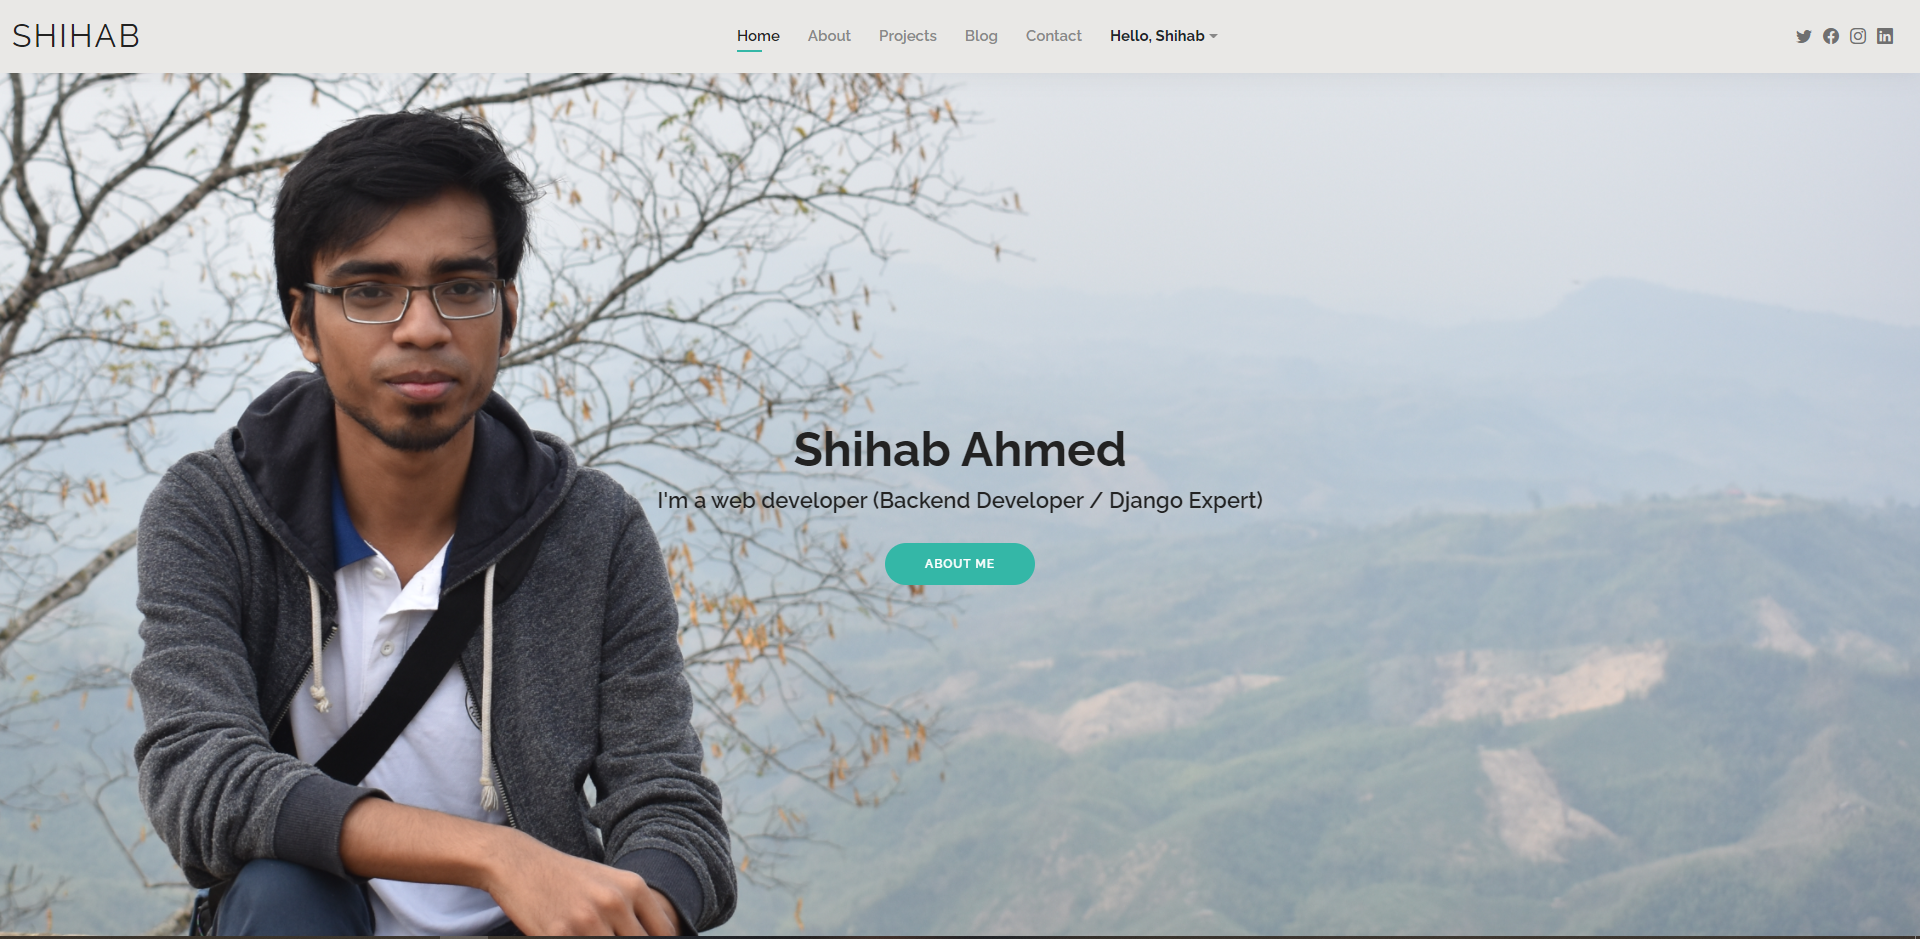 SHIHAB
Home About Projects Blog Contact Hello, Shihab
Shihab Ahmed
I'm a web developer (Backend Developer / Django Expert)
ABOUT ME